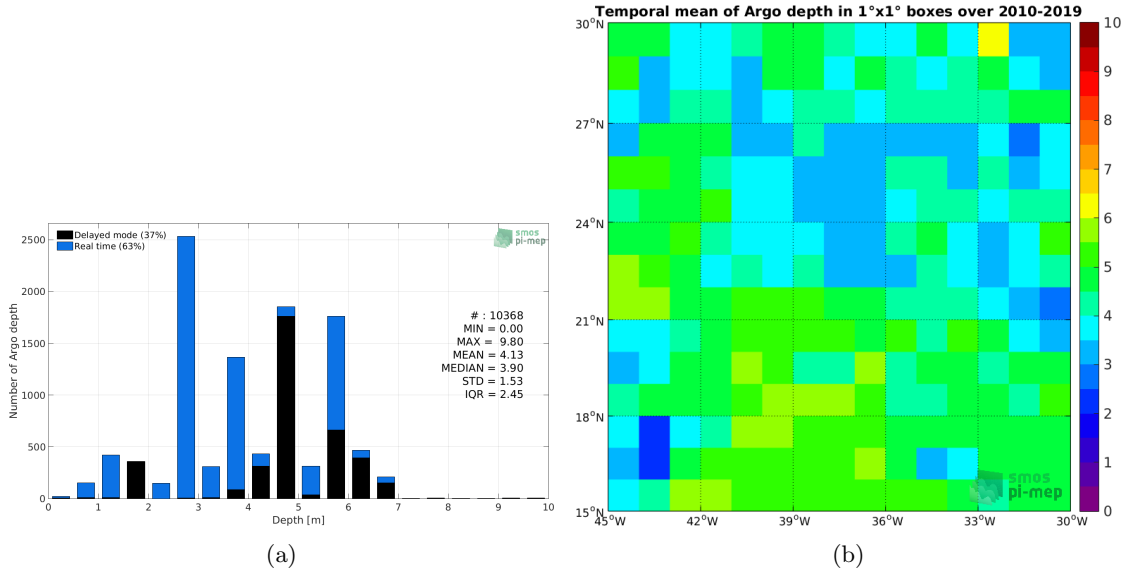 Delayed mode (37%)
Real time (63%)
smos
pi-mep
2500
2000
1500
1000
500
0
Number of Argo depth
# : 10368
MIN = 0.00
MAX = 9.80
MEAN = 4.13
MEDIAN = 3.90
STD = 1.53
IQR = 2.45
0 1 2 3 4 5 6 7 8 9 10
Depth [m]
(a)
Temporal mean of Argo depth in 1°x1° boxes over 2010-2019
30°N
27°N
24°N
21°N
18°N
15°N
45°W 42°W 39°W 36°W 33°W 30°W
smos
pi-mep
10
9
8
7
6
5
4
3
2
1
0
(b)